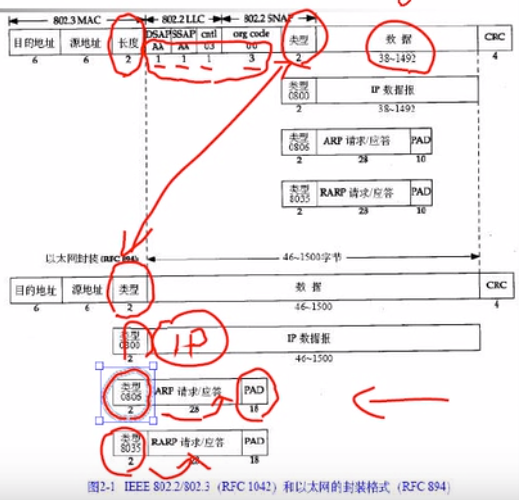 802.3 MAC 802.2 LLC 802.2 SNAP
目的地址 源地址 长度 DSAP AA SSAP AA cntl 03 org code 00 类型 数 据 CRC
6 6 2 1 1 1 3 2 38~1492 4
类型 0800 IP 数据报
2 38~1492
类型 0806 ARP 请求/应答 PAD
2 28 10
类型 8035 RARP 请求/应答 PAD
2 28 10
以太网封装 (RFC 894) 46~1500字节
目的地址 源地址 类型 数 据 CRC
6 6 2 46~1500 4
类型 0800 IP IP 数据报
2 46~1500
类型 0806 ARP 请求/应答 PAD
2 28 18
类型 8035 RARP 请求/应答 PAD
2 28 18
图2-1 IEEE 802.2/802.3（RFC 1042）和以太网的封装格式（RFC 894）